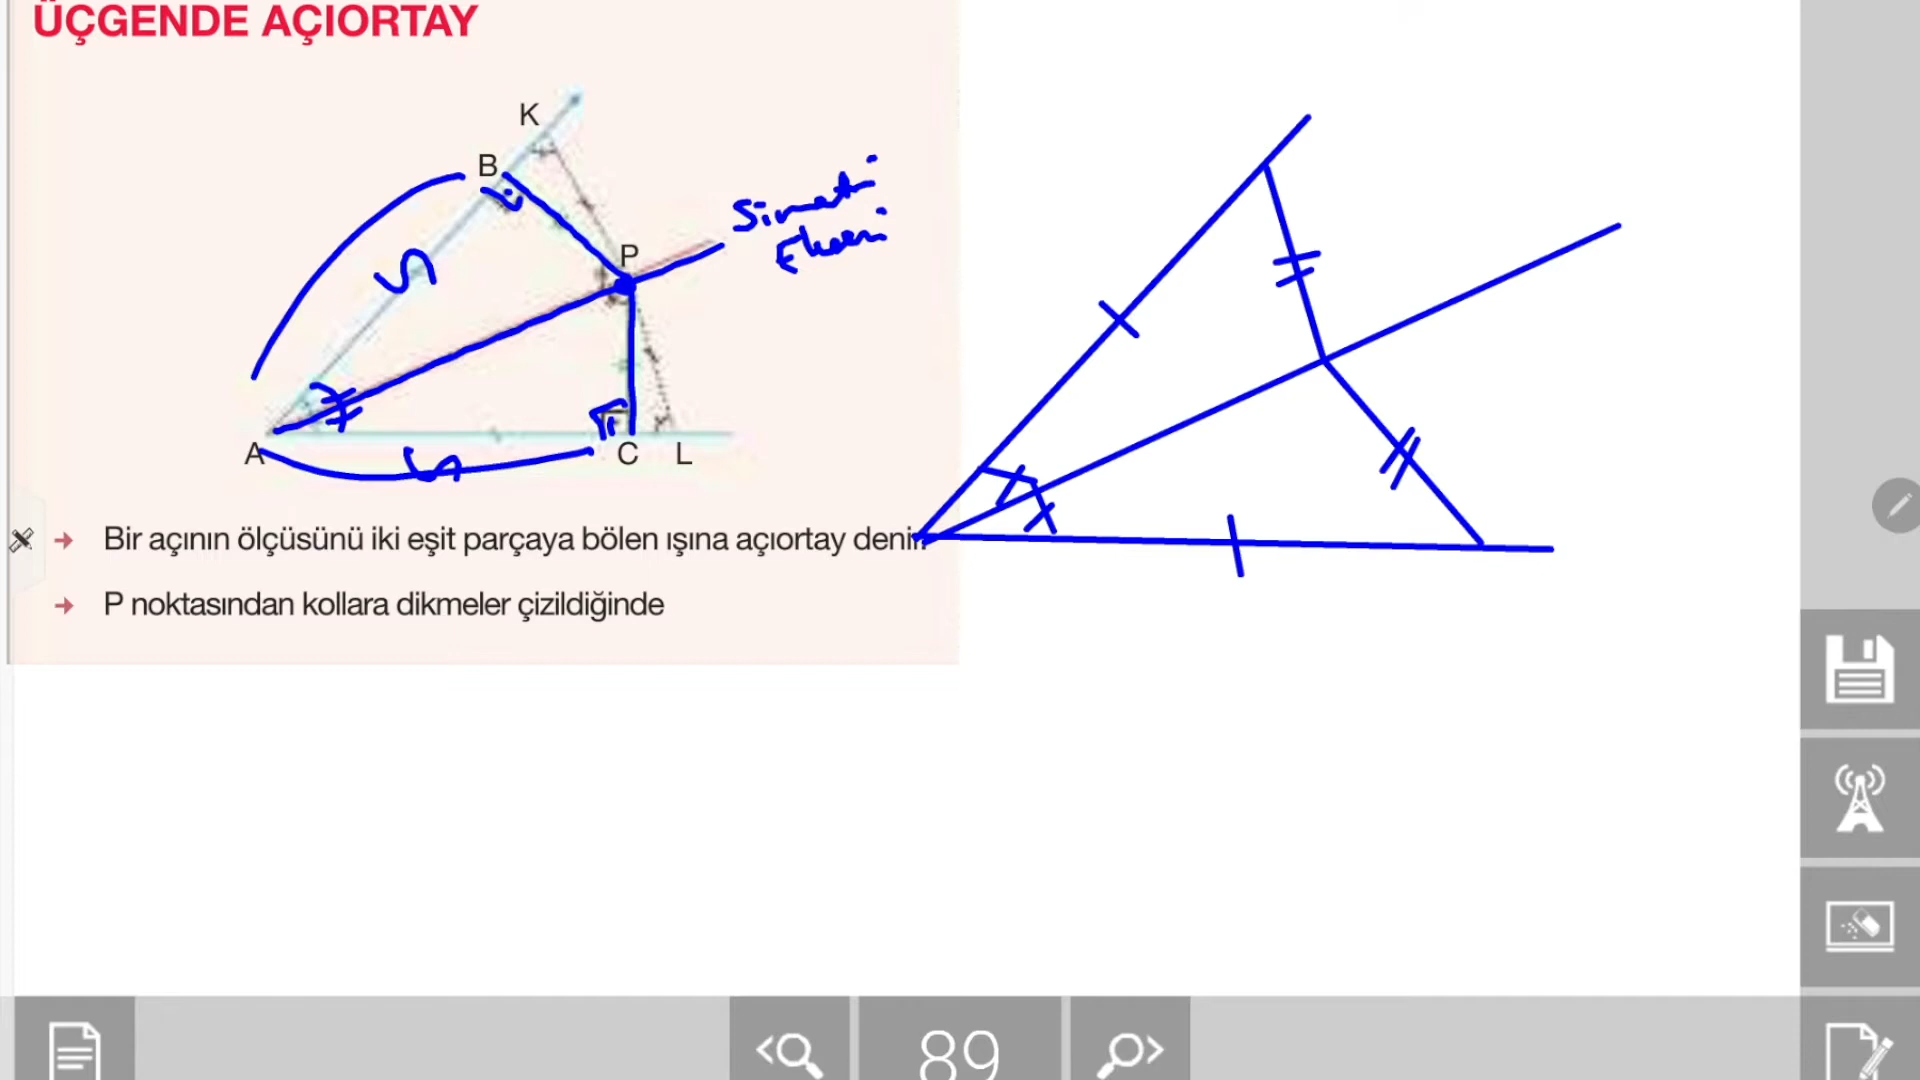 ÜÇGENDE AÇIORTAY
K
B
P
Simetri
Ekseni
A
C
L
Bir açının ölçüsünü iki eşit parçaya bölen ışına açıortay denir.
P noktasından kollara dikmeler çizildiğinde
89